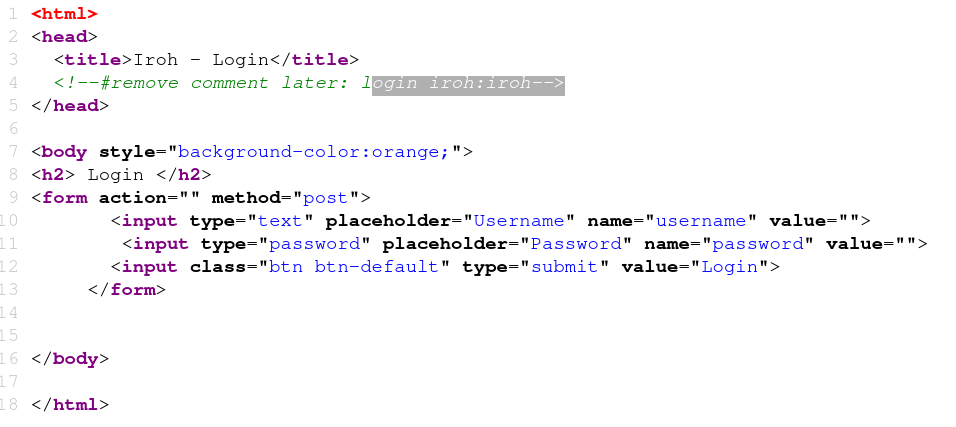 1 <html>
2 <head>
3 <title>Iroh - Login</title>
4 <!--#remove comment later: login iroh:iroh-->
5 </head>
6
7 <body style="background-color:orange;">
8 <h2> Login </h2>
9 <form action="" method="post">
10 <input type="text" placeholder="Username" name="username" value="">
11 <input type="password" placeholder="Password" name="password" value="">
12 <input class="btn btn-default" type="submit" value="Login">
13 </form>
14
15
16 </body>
17
18 </html>